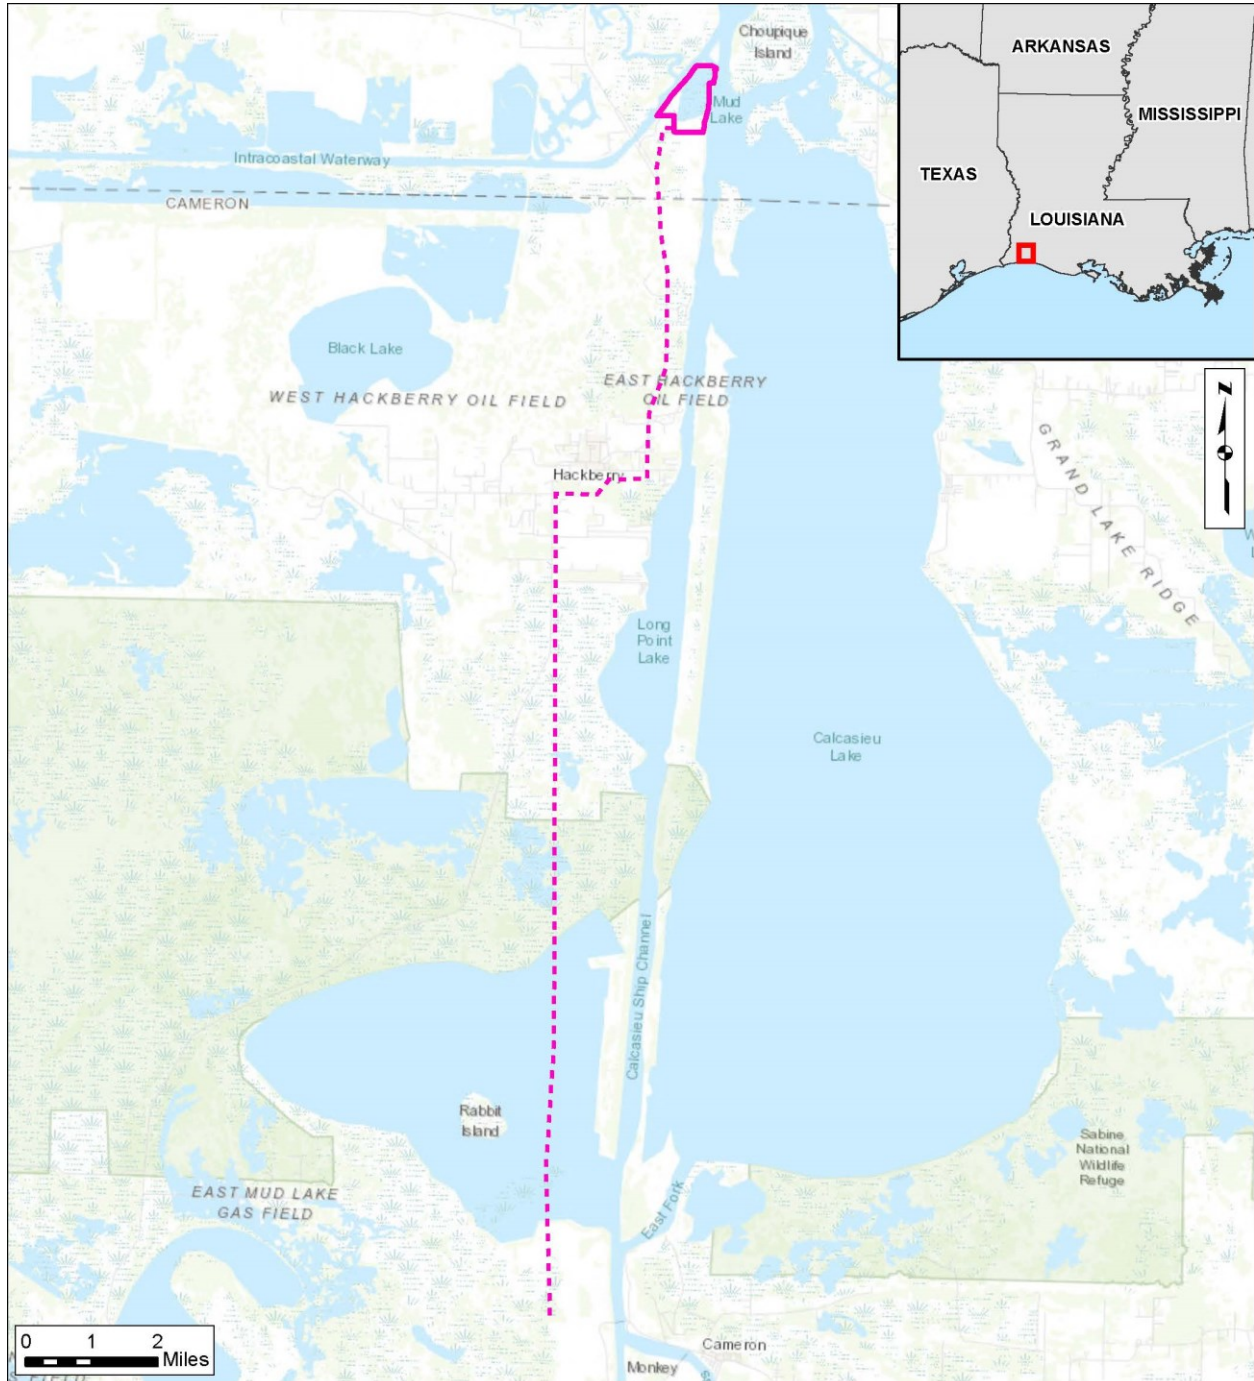 Choupique
Island
Mud
Lake
Intracoastal Waterway
CAMERON
ARKANSAS
MISSISSIPPI
TEXAS
LOUISIANA
Black Lake
WEST HACKBERRY OIL FIELD
EAST HACKBERRY
OIL FIELD
N
Hackberry
GRAND LAKE RIDGE
Long
Point
Lake
Calcasieu
Lake
Calcasieu Ship Channel
Rabbit
Island
Sabine
National
Wildlife
Refuge
EAST MUD LAKE
GAS FIELD
East Fork
0 1 2
Miles
Cameron
Monkey
FIELD